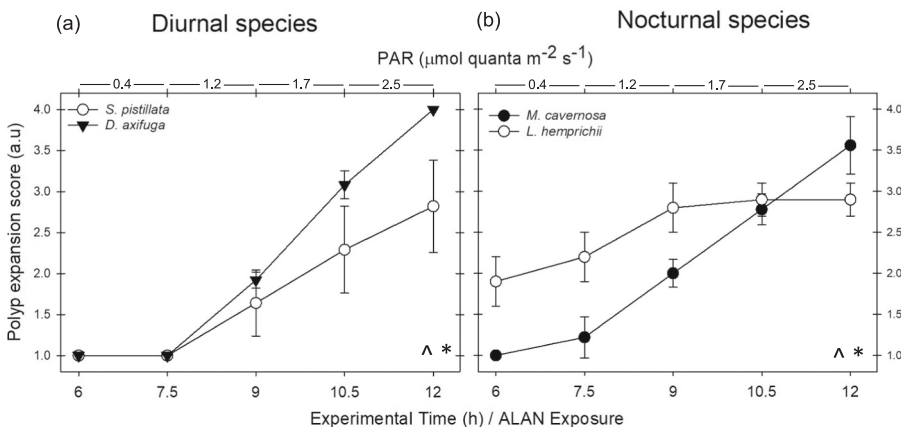 (a) Diurnal species
(b) Nocturnal species
PAR (μmol quanta m⁻² s⁻¹)
0.4 1.2 1.7 2.5
0.4 1.2 1.7 2.5
S. pistillata
D. axifuga
M. cavernosa
L. hemprichii
Polyp expansion score (a.u)
4.0
3.5
3.0
2.5
2.0
1.5
1.0
4.0
3.5
3.0
2.5
2.0
1.5
1.0
^ *
^ *
6 7.5 9 10.5 12
6 7.5 9 10.5 12
Experimental Time (h) / ALAN Exposure